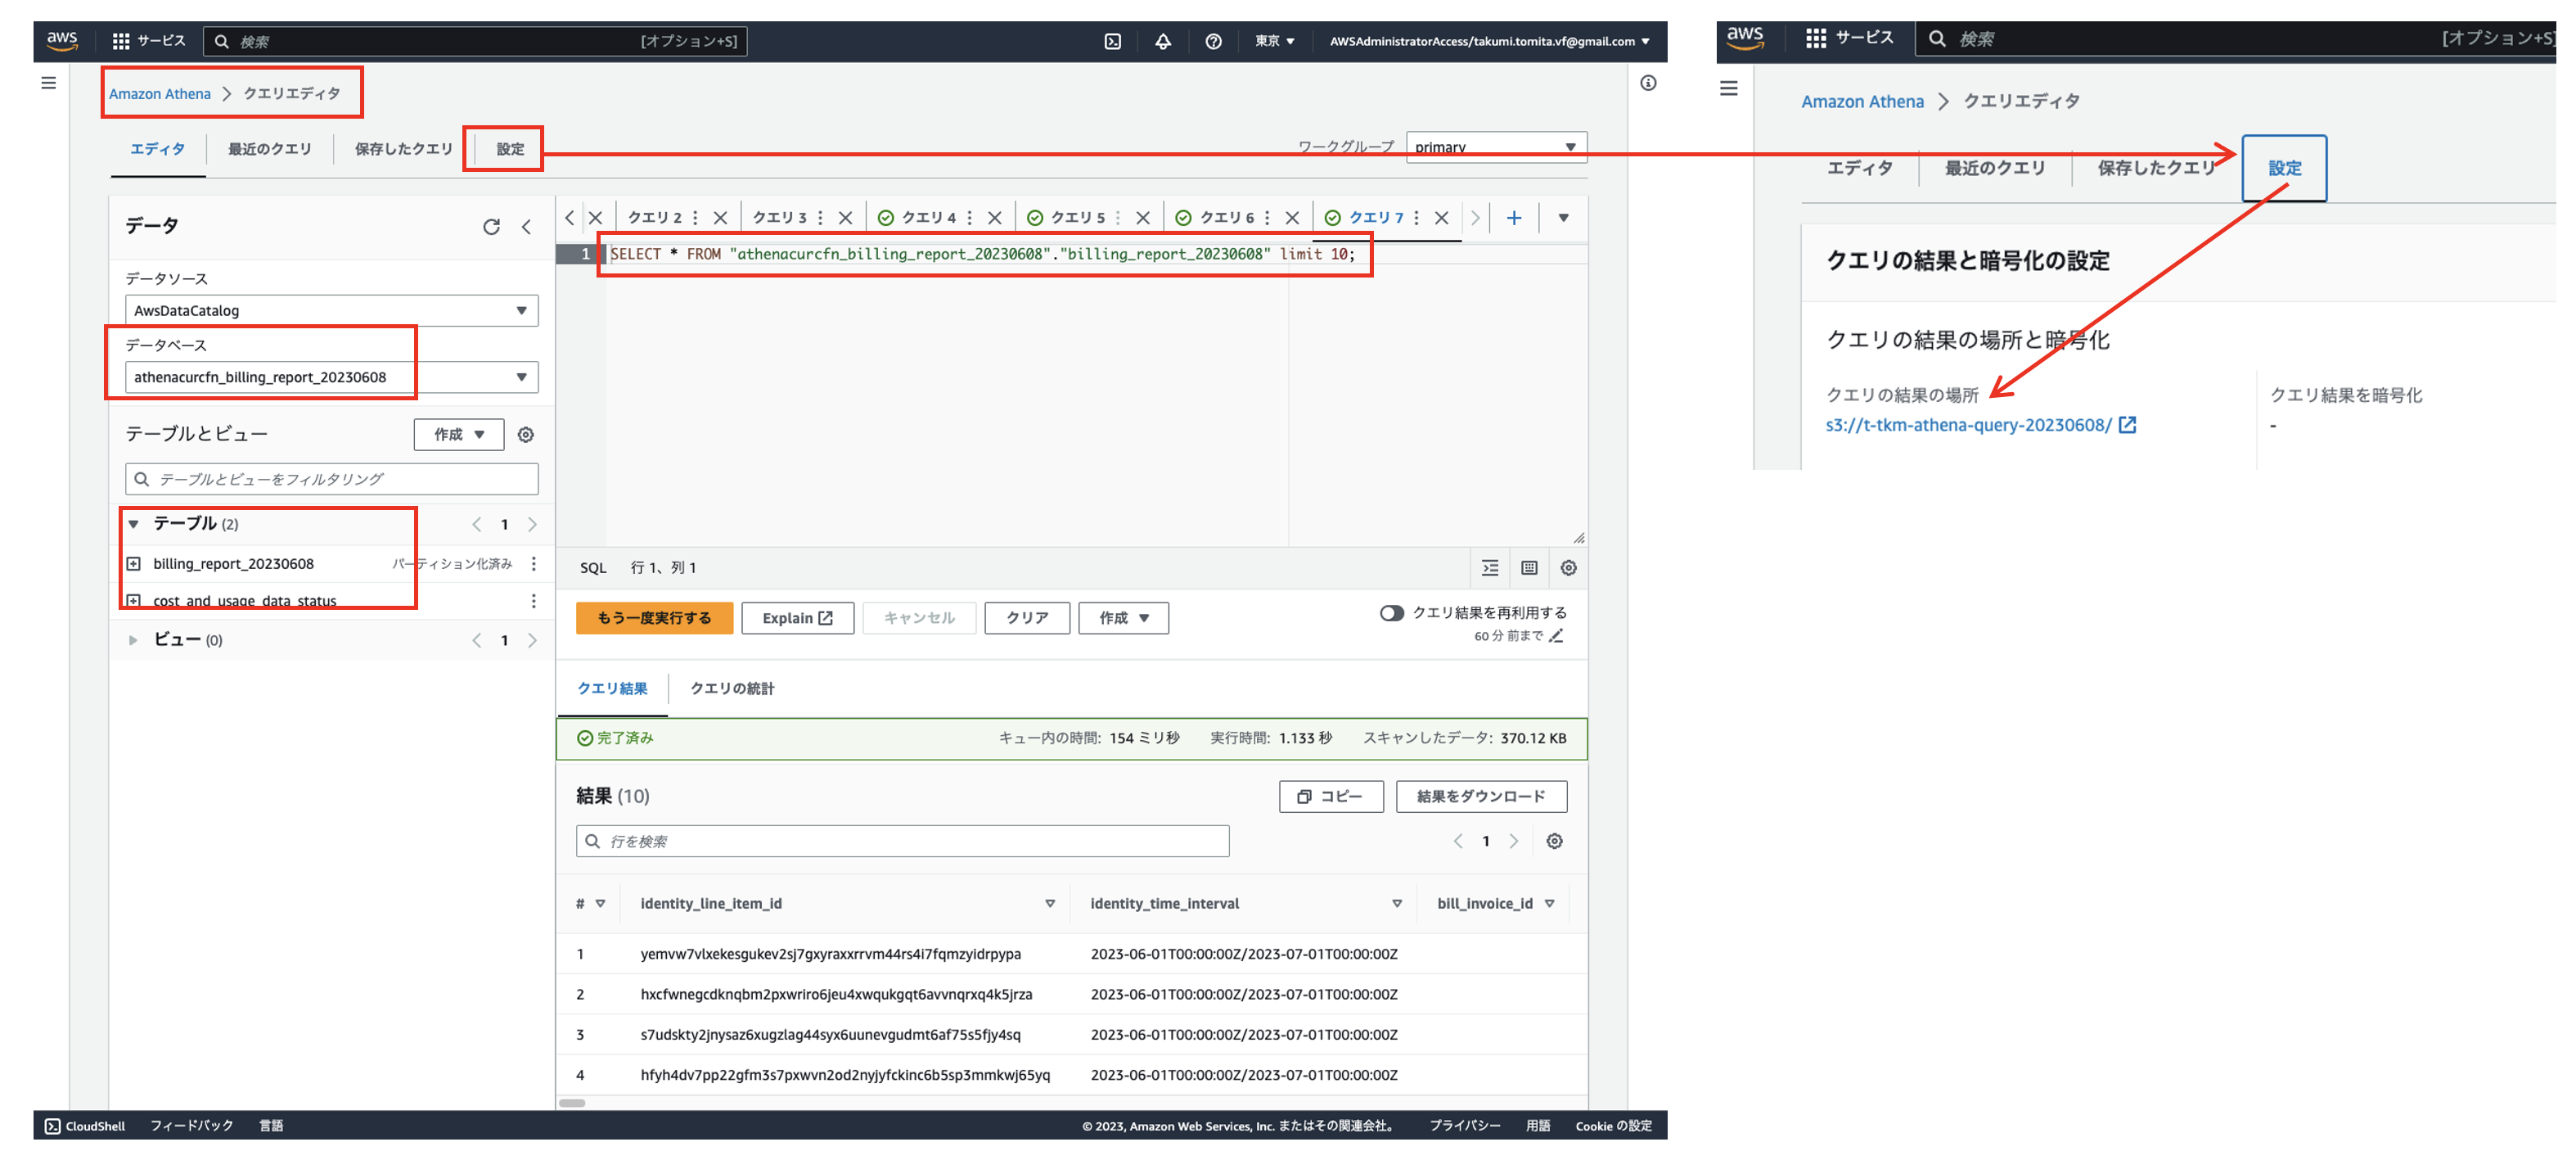 aws サービス 検索 [オプション+S] 東京 AWSAdministratorAccess/takumi.tomita.vf@gmail.com
Amazon Athena > クエリエディタ
エディタ 最近のクエリ 保存したクエリ 設定 ワークグループ primary
データ
データソース
AwsDataCatalog
データベース
athenacurcfn_billing_report_20230608
テーブルとビュー 作成
テーブルとビューをフィルタリング
テーブル (2) < 1 >
billing_report_20230608 パーティション化済み
cost_and_usage_data_status
ビュー (0) < 1 >
クエリ 2 クエリ 3 クエリ 4 クエリ 5 クエリ 6 クエリ 7
1 SELECT * FROM "athenacurcfn_billing_report_20230608"."billing_report_20230608" limit 10;
SQL 行 1、列 1
もう一度実行する Explain キャンセル クリア 作成 クエリ結果を再利用する
60 分 前まで
クエリ結果 クエリの統計
完了済み キュー内の時間: 154 ミリ秒 実行時間: 1.133 秒 スキャンしたデータ: 370.12 KB
結果 (10) コピー 結果をダウンロード
行を検索 < 1 >
# identity_line_item_id identity_time_interval bill_invoice_id
1 yemvw7vlxekesgukev2sj7gxyraxxrrvm44rs4i7fqmzyidrpypa 2023-06-01T00:00:00Z/2023-07-01T00:00:00Z
2 hxcfwnegcdknqbm2pxwriro6jeu4xwqukgqt6avvnqrxq4k5jrza 2023-06-01T00:00:00Z/2023-07-01T00:00:00Z
3 s7udskty2jnysaz6xugzlag44syx6uunevgudmt6af75s5fjy4sq 2023-06-01T00:00:00Z/2023-07-01T00:00:00Z
4 hfyh4dv7pp22gfm3s7pxwvn2od2nyjyfckinc6b5sp3mmkwj65yq 2023-06-01T00:00:00Z/2023-07-01T00:00:00Z
CloudShell フィードバック 言語 © 2023, Amazon Web Services, Inc. またはその関連会社。 プライバシー 用語 Cookie の設定
aws サービス 検索 [オプション+S]
Amazon Athena > クエリエディタ
エディタ 最近のクエリ 保存したクエリ 設定
クエリの結果と暗号化の設定
クエリの結果の場所と暗号化
クエリの結果の場所 クエリ結果を暗号化
s3://t-tkm-athena-query-20230608/ -